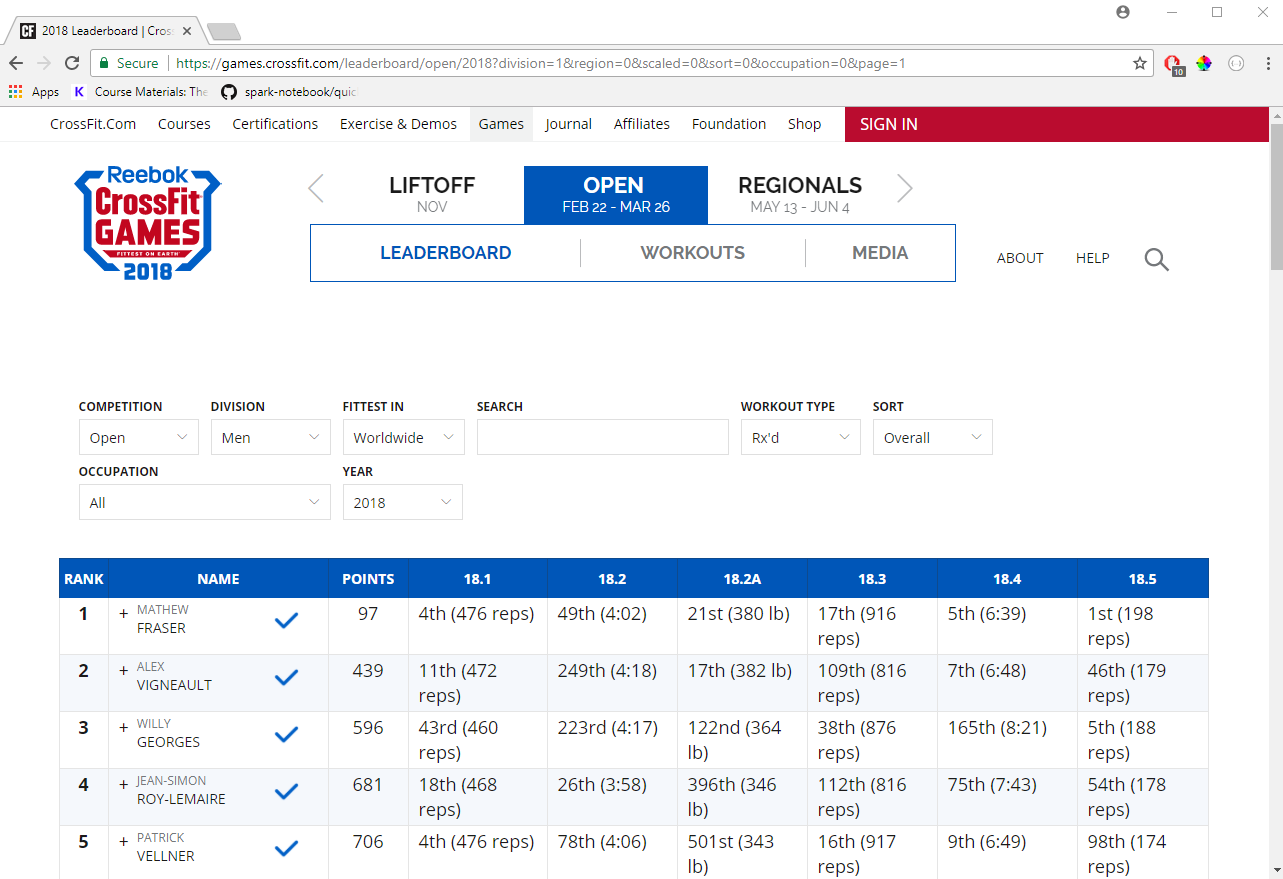 2018 Leaderboard | Cros
Secure
https://games.crossfit.com/leaderboard/open/2018?division=1&region=0&scaled=0&sort=0&occupation=0&page=1
10
Apps
K Course Materials: The
spark-notebook/quic
CrossFit.Com Courses Certifications Exercise & Demos Games Journal Affiliates Foundation Shop SIGN IN
Reebok
CrossFit
GAMES
FITTEST ON EARTH
2018
LIFTOFF
NOV
OPEN
FEB 22 - MAR 26
REGIONALS
MAY 13 - JUN 4
LEADERBOARD WORKOUTS MEDIA
ABOUT HELP
COMPETITION DIVISION FITTEST IN SEARCH WORKOUT TYPE SORT
Open Men Worldwide Rx'd Overall
OCCUPATION YEAR
All 2018
RANK NAME POINTS 18.1 18.2 18.2A 18.3 18.4 18.5
1 + MATHEW FRASER 97 4th (476 reps) 49th (4:02) 21st (380 lb) 17th (916 reps) 5th (6:39) 1st (198 reps)
2 + ALEX VIGNEAULT 439 11th (472 reps) 249th (4:18) 17th (382 lb) 109th (816 reps) 7th (6:48) 46th (179 reps)
3 + WILLY GEORGES 596 43rd (460 reps) 223rd (4:17) 122nd (364 lb) 38th (876 reps) 165th (8:21) 5th (188 reps)
4 + JEAN-SIMON ROY-LEMAIRE 681 18th (468 reps) 26th (3:58) 396th (346 lb) 112th (816 reps) 75th (7:43) 54th (178 reps)
5 + PATRICK VELLNER 706 4th (476 reps) 78th (4:06) 501st (343 lb) 16th (917 reps) 9th (6:49) 98th (174 reps)